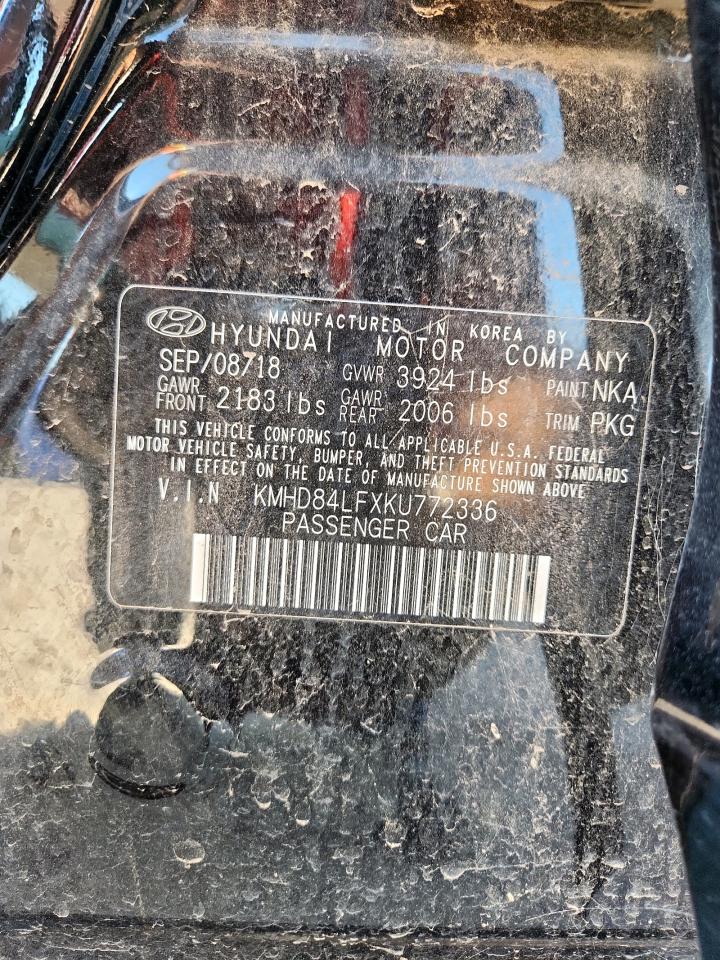 MANUFACTURED IN KOREA BY
HYUNDAI MOTOR COMPANY
SEP/08/18 GVWR 3924 lbs PAINT NKA
GAWR FRONT 2183 lbs GAWR REAR 2006 lbs TRIM PKG
THIS VEHICLE CONFORMS TO ALL APPLICABLE U.S.A. FEDERAL
MOTOR VEHICLE SAFETY, BUMPER, AND THEFT PREVENTION STANDARDS
IN EFFECT ON THE DATE OF MANUFACTURE SHOWN ABOVE
V.I.N KMHD84LFXKU772336
PASSENGER CAR